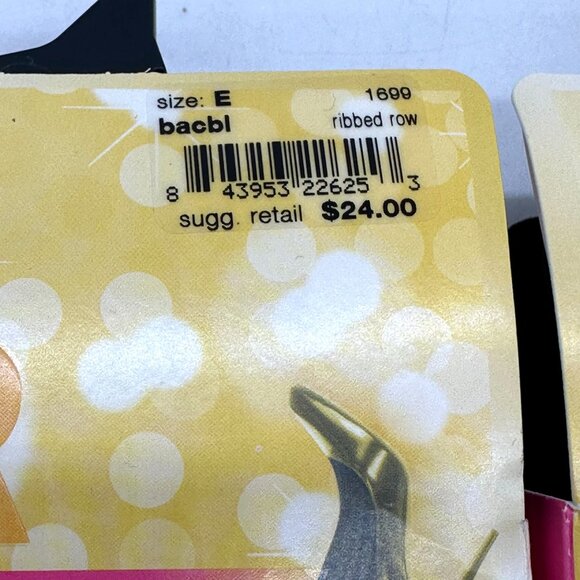 size: E 1699
bacbl ribbed row
8 43953 22625 3
sugg. retail $24.00